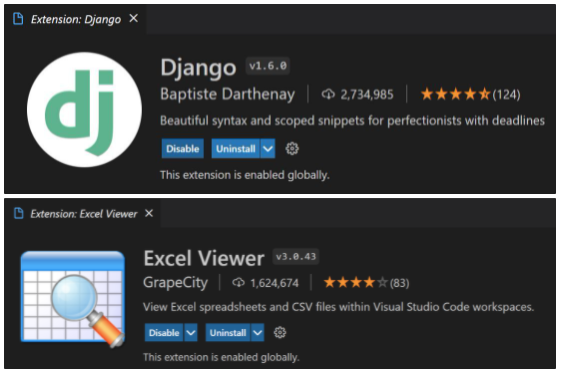 Extension: Django
dj
Django v1.6.0
Baptiste Darthenay 2,734,985 (124)
Beautiful syntax and scoped snippets for perfectionists with deadlines
Disable Uninstall
This extension is enabled globally.
Extension: Excel Viewer
Excel Viewer v3.0.43
GrapeCity 1,624,674 (83)
View Excel spreadsheets and CSV files within Visual Studio Code workspaces.
Disable Uninstall
This extension is enabled globally.